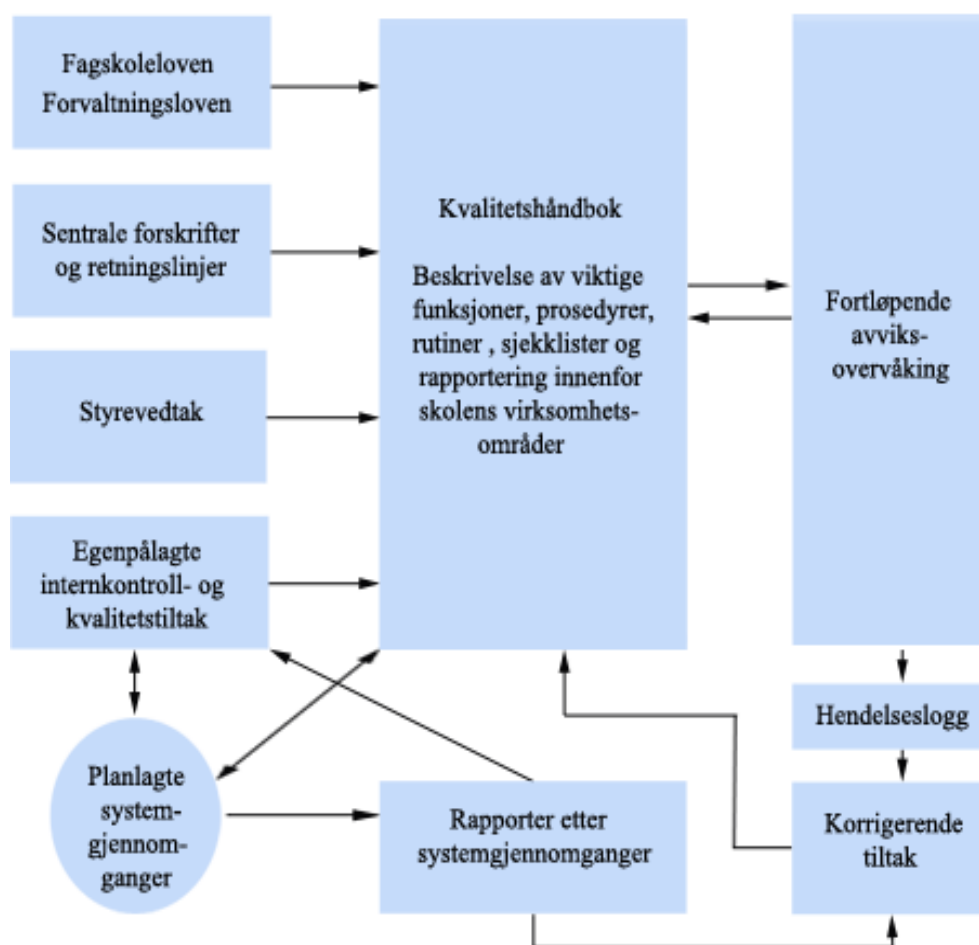 Fagskoleloven
Forvaltningsloven
Sentrale forskrifter
og retningslinjer
Styrevedtak
Egenpålagte
internkontroll- og
kvalitetstiltak
Planlagte
system-
gjennom-
ganger
Kvalitetshåndbok
Beskrivelse av viktige
funksjoner, prosedyrer,
rutiner , sjekklister og
rapportering innenfor
skolens virksomhets-
områder
Rapporter etter
systemgjennomganger
Fortløpende
avviks-
overvåking
Hendelseslogg
Korrigerende
tiltak